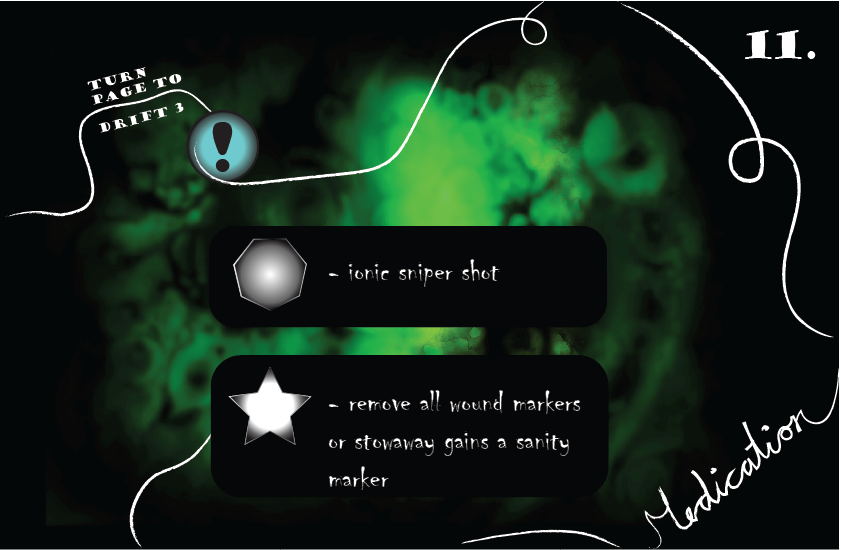 11.
TURN
PAGE TO
DRIFT 3
!
- ionic sniper shot
- remove all wound markers
or stowaway gains a sanity
marker
Medication